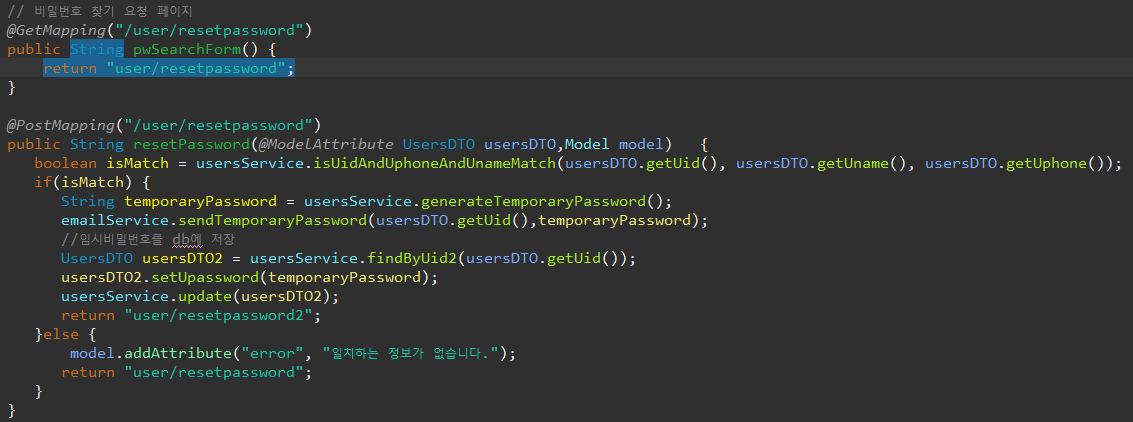 // 비밀번호 찾기 요청 페이지
@GetMapping("/user/resetpassword")
public String pwSearchForm() {
return "user/resetpassword";
}
@PostMapping("/user/resetpassword")
public String resetPassword(@ModelAttribute UsersDTO usersDTO,Model model) {
boolean isMatch = usersService.isUidAndUphoneAndUnameMatch(usersDTO.getUid(), usersDTO.getUname(), usersDTO.getUphone());
if(isMatch) {
String temporaryPassword = usersService.generateTemporaryPassword();
emailService.sendTemporaryPassword(usersDTO.getUid(),temporaryPassword);
//임시비밀번호를 db에 저장
UsersDTO usersDTO2 = usersService.findByUid2(usersDTO.getUid());
usersDTO2.setUpassword(temporaryPassword);
usersService.update(usersDTO2);
return "user/resetpassword2";
}else {
model.addAttribute("error", "일치하는 정보가 없습니다.");
return "user/resetpassword";
}
}